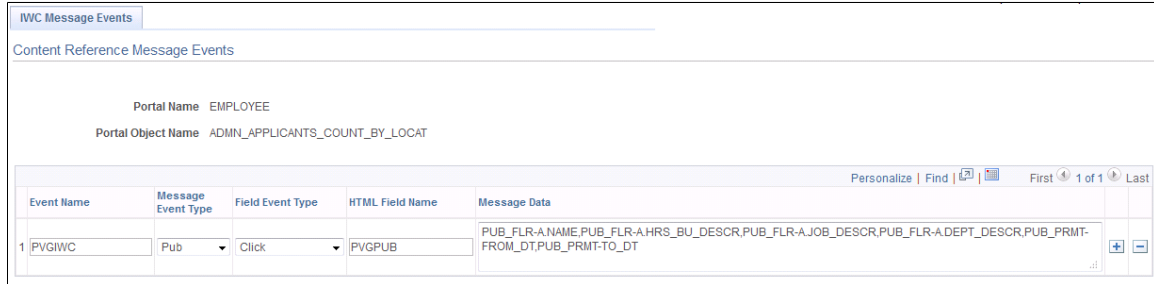 IWC Message Events
Content Reference Message Events
Portal Name EMPLOYEE
Portal Object Name ADMN_APPLICANTS_COUNT_BY_LOCAT
Personalize | Find | | First 1 of 1 Last
Event Name Message Event Type Field Event Type HTML Field Name Message Data
1 PVGIWC Pub Click PVGPUB PUB_FLR-A.NAME,PUB_FLR-A.HRS_BU_DESCR,PUB_FLR-A.JOB_DESCR,PUB_FLR-A.DEPT_DESCR,PUB_PRMT-
FROM_DT,PUB_PRMT-TO_DT